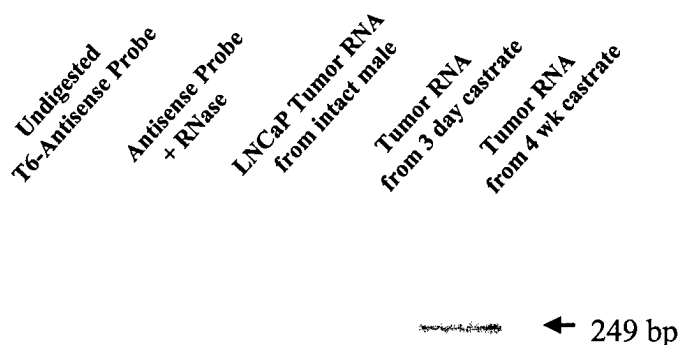 Undigested
T6-Antisense Probe
Antisense Probe
+ RNase
LNCaP Tumor RNA
from intact male
Tumor RNA
from 3 day castrate
Tumor RNA
from 4 wk castrate
249 bp